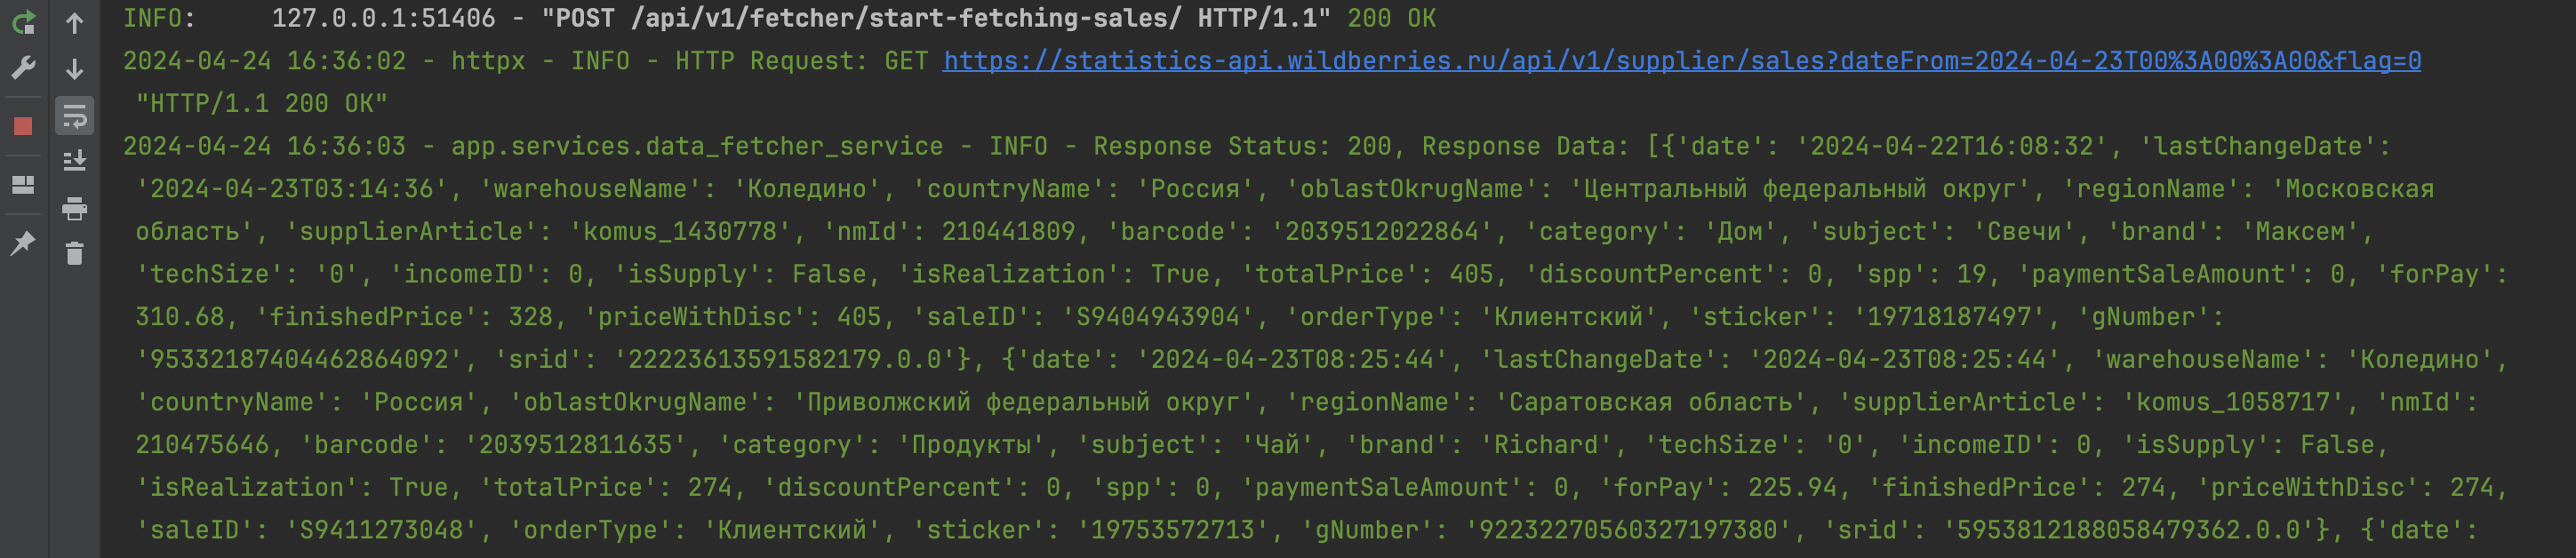 INFO:     127.0.0.1:51406 - "POST /api/v1/fetcher/start-fetching-sales/ HTTP/1.1" 200 OK
2024-04-24 16:36:02 - httpx - INFO - HTTP Request: GET https://statistics-api.wildberries.ru/api/v1/supplier/sales?dateFrom=2024-04-23T00%3A00%3A00&flag=0
"HTTP/1.1 200 OK"
2024-04-24 16:36:03 - app.services.data_fetcher_service - INFO - Response Status: 200, Response Data: [{'date': '2024-04-22T16:08:32', 'lastChangeDate':
'2024-04-23T03:14:36', 'warehouseName': 'Коледино', 'countryName': 'Россия', 'oblastOkrugName': 'Центральный федеральный округ', 'regionName': 'Московская
область', 'supplierArticle': 'komus_1430778', 'nmId': 210441809, 'barcode': '2039512022864', 'category': 'Дом', 'subject': 'Свечи', 'brand': 'Максем',
'techSize': '0', 'incomeID': 0, 'isSupply': False, 'isRealization': True, 'totalPrice': 405, 'discountPercent': 0, 'spp': 19, 'paymentSaleAmount': 0, 'forPay':
310.68, 'finishedPrice': 328, 'priceWithDisc': 405, 'saleID': 'S9404943904', 'orderType': 'Клиентский', 'sticker': '19718187497', 'gNumber':
'95332187404462864092', 'srid': '22223613591582179.0.0'}, {'date': '2024-04-23T08:25:44', 'lastChangeDate': '2024-04-23T08:25:44', 'warehouseName': 'Коледино',
'countryName': 'Россия', 'oblastOkrugName': 'Приволжский федеральный округ', 'regionName': 'Саратовская область', 'supplierArticle': 'komus_1058717', 'nmId':
210475646, 'barcode': '2039512811635', 'category': 'Продукты', 'subject': 'Чай', 'brand': 'Richard', 'techSize': '0', 'incomeID': 0, 'isSupply': False,
'isRealization': True, 'totalPrice': 274, 'discountPercent': 0, 'spp': 0, 'paymentSaleAmount': 0, 'forPay': 225.94, 'finishedPrice': 274, 'priceWithDisc': 274,
'saleID': 'S9411273048', 'orderType': 'Клиентский', 'sticker': '19753572713', 'gNumber': '92232270560327197380', 'srid': '5953812188058479362.0.0'}, {'date':